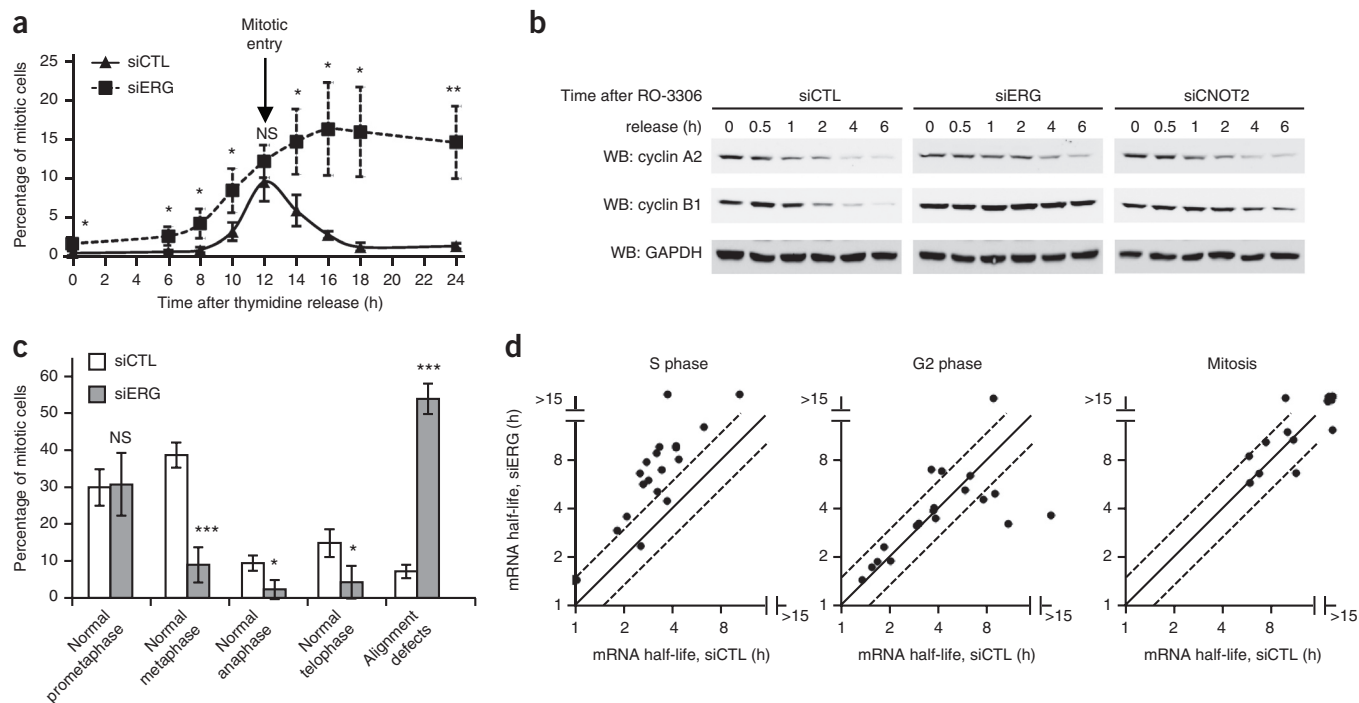 a
Mitotic
entry
Percentage of mitotic cells
25
20
15
10
5
0
siCTL
siERG
*
*
*
*
NS
*
*
*
**
0 2 4 6 8 10 12 14 16 18 20 22 24
Time after thymidine release (h)
b
Time after RO-3306
release (h)
siCTL siERG siCNOT2
0 0.5 1 2 4 6 0 0.5 1 2 4 6 0 0.5 1 2 4 6
WB: cyclin A2
WB: cyclin B1
WB: GAPDH
c
Percentage of mitotic cells
60
50
40
30
20
10
0
siCTL
siERG
NS
***
*
*
***
Normal
prometaphase
Normal
metaphase
Normal
anaphase
Normal
telophase
Alignment
defects
d
S phase
G2 phase
Mitosis
mRNA half-life, siERG (h)
>15
8
4
2
1
1 2 4 8 >15
mRNA half-life, siCTL (h)
>15
8
4
2
1
1 2 4 8 >15
mRNA half-life, siCTL (h)
>15
8
4
2
1
1 2 4 8 >15
mRNA half-life, siCTL (h)